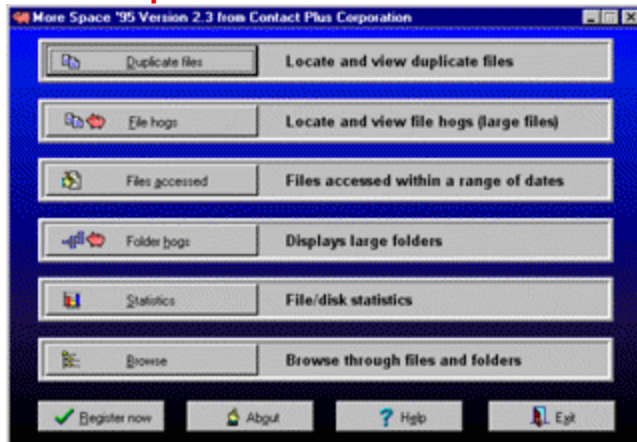 More Space '95 Version 2.3 from Contact Plus Corporation
Duplicate files Locate and view duplicate files
File hogs Locate and view file hogs (large files)
Files accessed Files accessed within a range of dates
Folder hogs Displays large folders
Statistics File/disk statistics
Browse Browse through files and folders
Register now About Help Exit